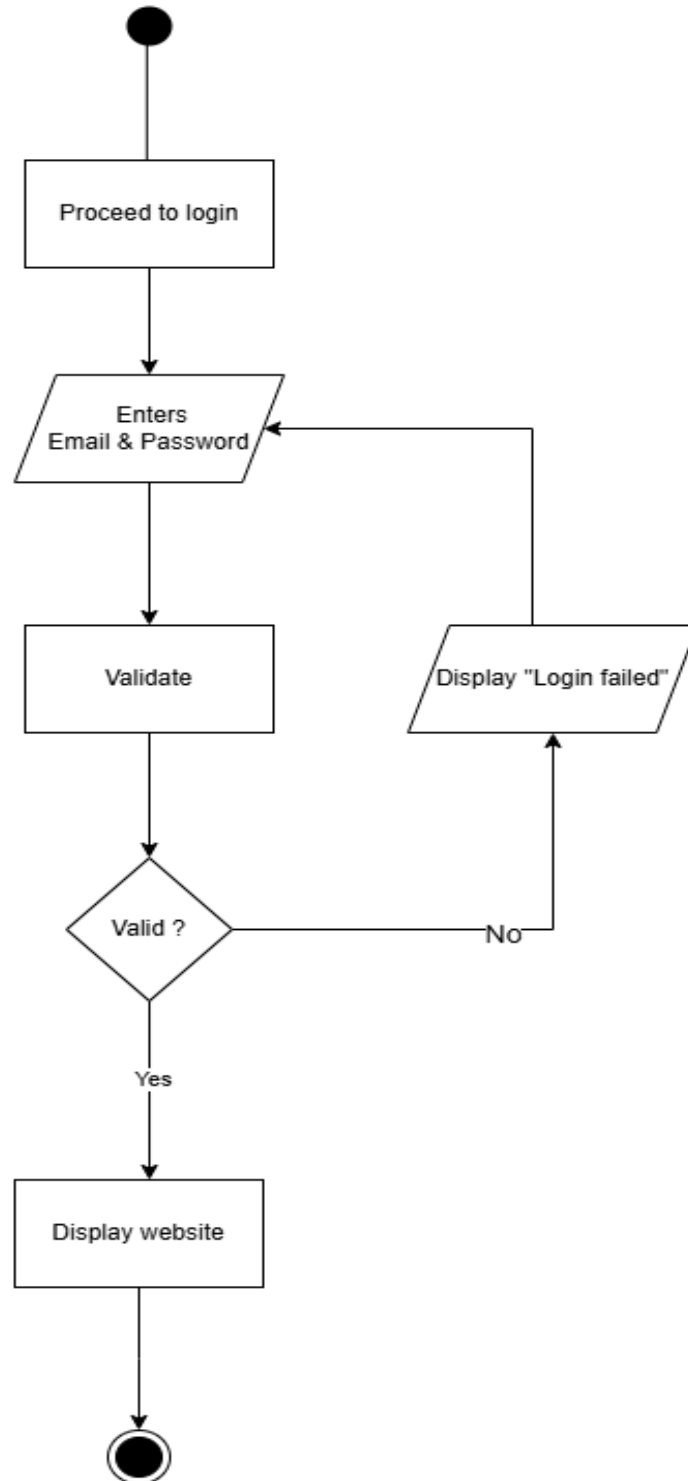 Proceed to login
Enters
Email & Password
Validate
Display "Login failed"
Valid ?
No
Yes
Display website